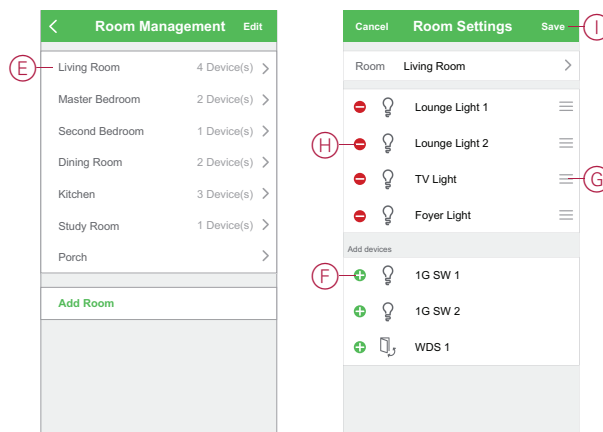 Room Management Edit
E
Living Room 4 Device(s)
Master Bedroom 2 Device(s)
Second Bedroom 1 Device(s)
Dining Room 2 Device(s)
Kitchen 3 Device(s)
Study Room 1 Device(s)
Porch
Add Room
Cancel Room Settings Save
I
Room Living Room
Lounge Light 1
H
Lounge Light 2
TV Light
G
Foyer Light
Add devices
F
1G SW 1
1G SW 2
WDS 1